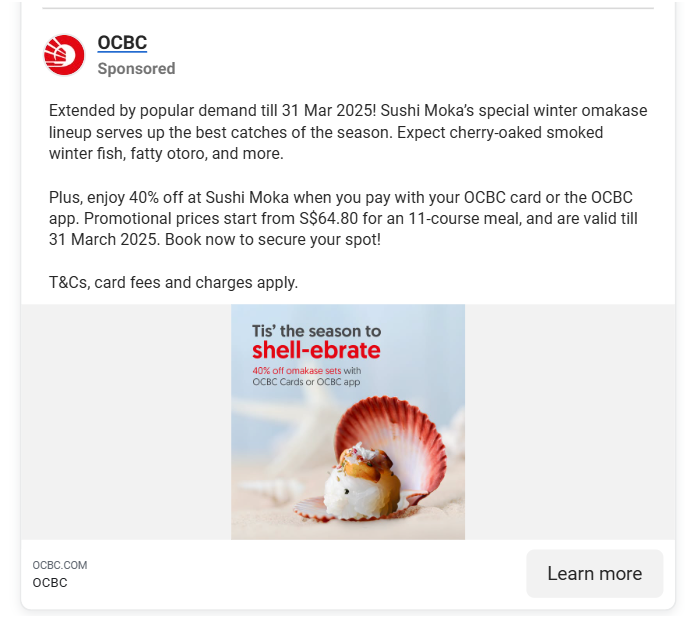 OCBC
Sponsored
Extended by popular demand till 31 Mar 2025! Sushi Moka’s special winter omakase
lineup serves up the best catches of the season. Expect cherry-oaked smoked
winter fish, fatty otoro, and more.
Plus, enjoy 40% off at Sushi Moka when you pay with your OCBC card or the OCBC
app. Promotional prices start from S$64.80 for an 11-course meal, and are valid till
31 March 2025. Book now to secure your spot!
T&Cs, card fees and charges apply.
Tis’ the season to
shell-ebrate
40% off omakase sets with
OCBC Cards or OCBC app
OCBC.COM
OCBC
Learn more